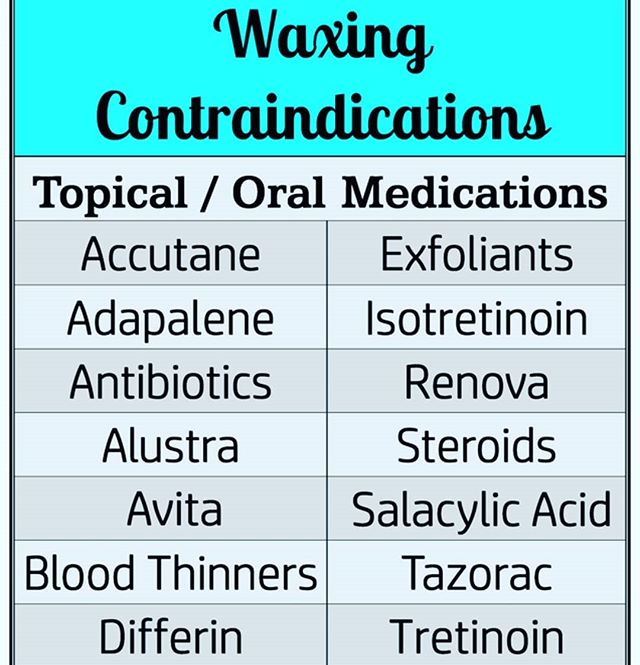 Waxing
Contraindications
Topical / Oral Medications
Accutane Exfoliants
Adapalene Isotretinoin
Antibiotics Renova
Alustra Steroids
Avita Salacylic Acid
Blood Thinners Tazorac
Differin Tretinoin